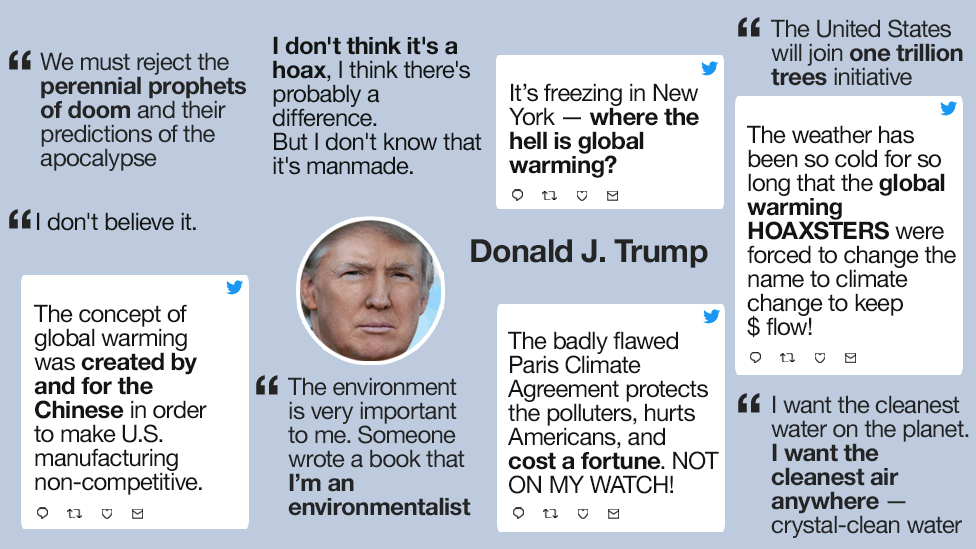 “ We must reject the
perennial prophets
of doom and their
predictions of the
apocalypse
I don't think it's a
hoax, I think there's
probably a
difference.
But I don't know that
it's manmade.
It’s freezing in New
York — where the
hell is global
warming?
“ The United States
will join one trillion
trees initiative
The weather has
been so cold for so
long that the global
warming
HOAXSTERS were
forced to change the
name to climate
change to keep
$ flow!
“ I don't believe it.
Donald J. Trump
The concept of
global warming
was created by
and for the
Chinese in order
to make U.S.
manufacturing
non-competitive.
“ The environment
is very important
to me. Someone
wrote a book that
I’m an
environmentalist
The badly flawed
Paris Climate
Agreement protects
the polluters, hurts
Americans, and
cost a fortune. NOT
ON MY WATCH!
“ I want the cleanest
water on the planet.
I want the
cleanest air
anywhere —
crystal-clean water